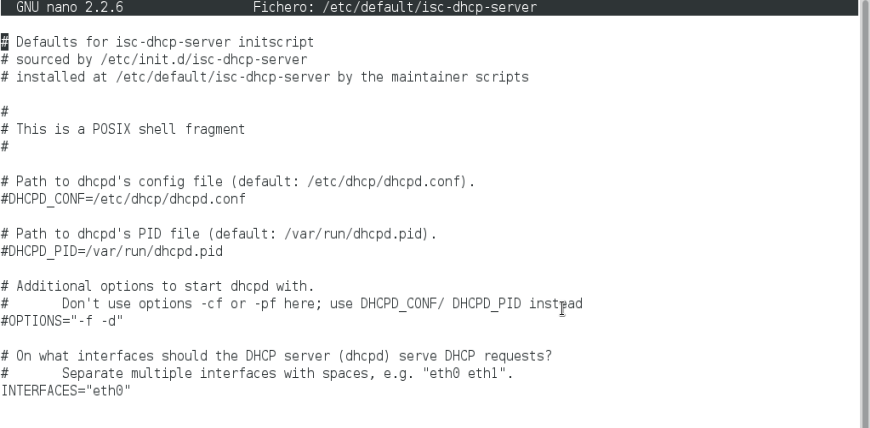 GNU nano 2.2.6 Fichero: /etc/default/isc-dhcp-server
# Defaults for isc-dhcp-server initscript
# sourced by /etc/init.d/isc-dhcp-server
# installed at /etc/default/isc-dhcp-server by the maintainer scripts
#
# This is a POSIX shell fragment
#
# Path to dhcpd's config file (default: /etc/dhcp/dhcpd.conf).
#DHCPD_CONF=/etc/dhcp/dhcpd.conf
# Path to dhcpd's PID file (default: /var/run/dhcpd.pid).
#DHCPD_PID=/var/run/dhcpd.pid
# Additional options to start dhcpd with.
#       Don't use options -cf or -pf here; use DHCPD_CONF/ DHCPD_PID instead
#OPTIONS="-f -d"
# On what interfaces should the DHCP server (dhcpd) serve DHCP requests?
#       Separate multiple interfaces with spaces, e.g. "eth0 eth1".
INTERFACES="eth0"